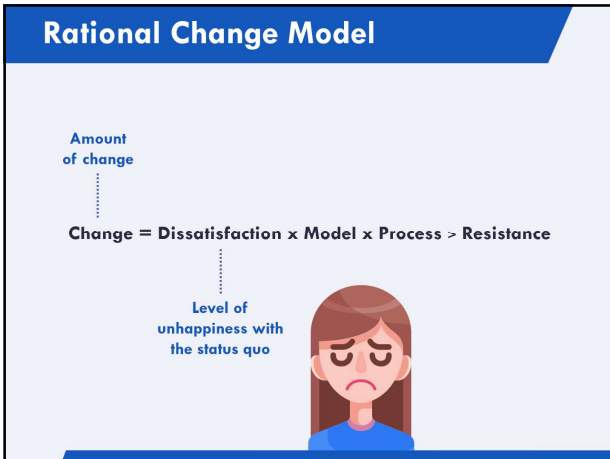 Rational Change Model
Amount
of change
Change = Dissatisfaction x Model x Process > Resistance
Level of
unhappiness with
the status quo